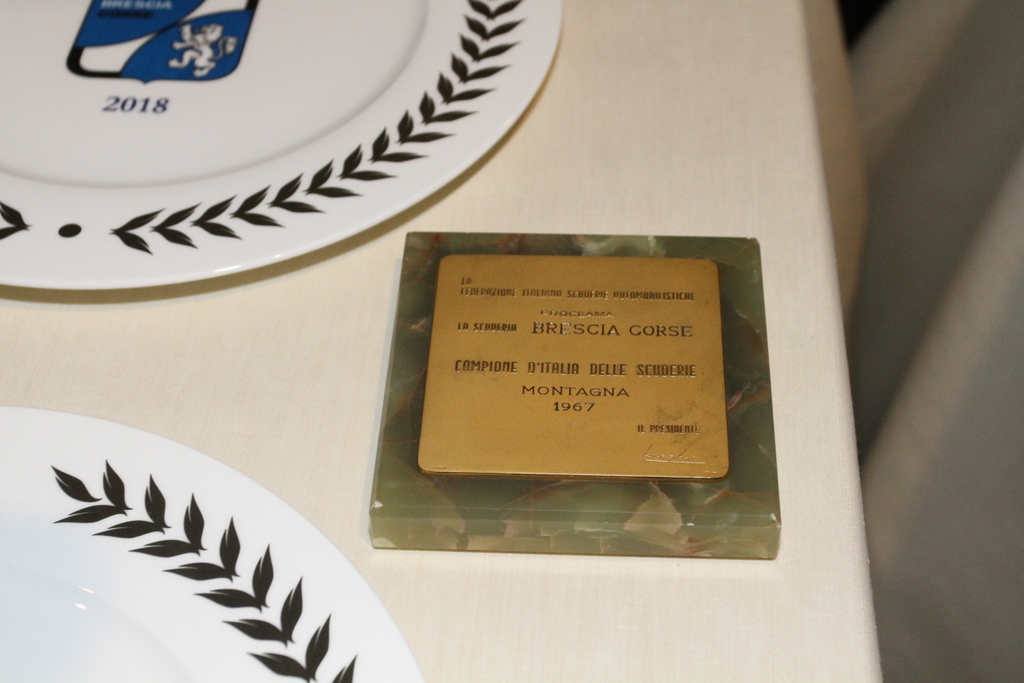 BRESCIA
CORSE
2018
LA
FEDERAZIONE ITALIANA SCUDERIE AUTOMOBILISTICHE
PROCLAMA
LA SCUDERIA BRESCIA CORSE
CAMPIONE D'ITALIA DELLE SCUDERIE
MONTAGNA
1967
IL PRESIDENTE